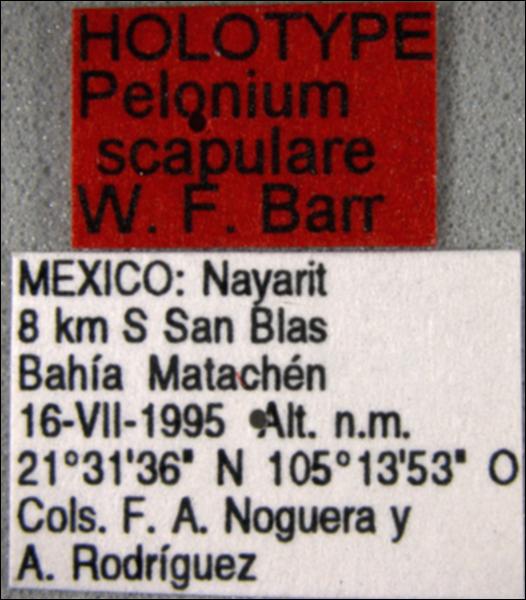 HOLOTYPE
Pelonium
scapulare
W. F. Barr
MEXICO: Nayarit
8 km S San Blas
Bahía Matachén
16-VII-1995 Alt. n.m.
21°31'36" N 105°13'53" O
Cols. F. A. Noguera y
A. Rodríguez